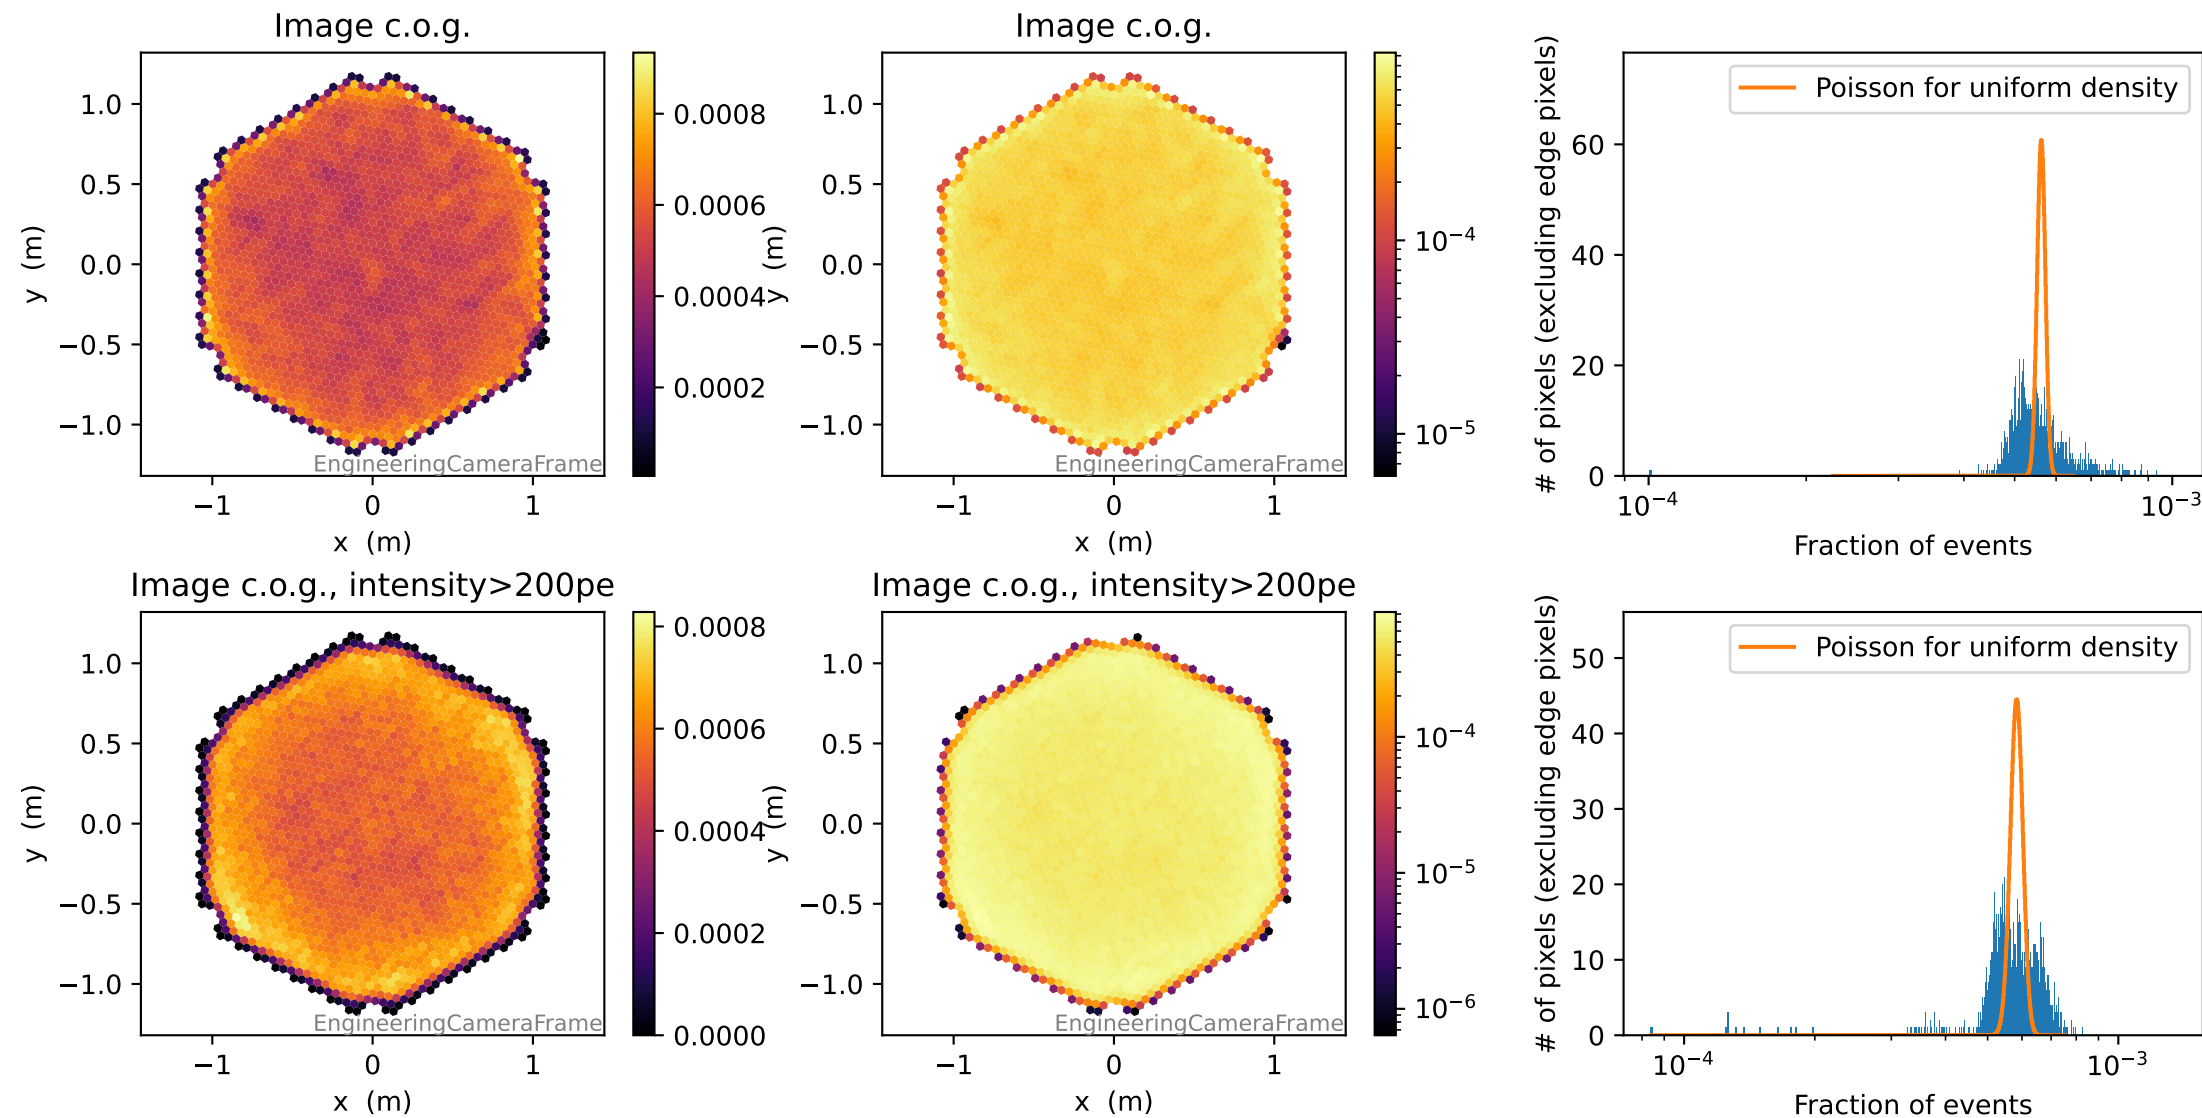 Image c.o.g.
y (m)
1.0
0.5
0.0
−0.5
−1.0
−1
0
1
x (m)
EngineeringCameraFrame
0.0008
0.0006
0.0004
0.0002
Image c.o.g.
y (m)
1.0
0.5
0.0
−0.5
−1.0
−1
0
1
x (m)
EngineeringCameraFrame
10⁻⁴
10⁻⁵
# of pixels (excluding edge pixels)
60
40
20
0
Poisson for uniform density
10⁻⁴
10⁻³
Fraction of events
Image c.o.g., intensity>200pe
y (m)
1.0
0.5
0.0
−0.5
−1.0
−1
0
1
x (m)
EngineeringCameraFrame
0.0008
0.0006
0.0004
0.0002
0.0000
Image c.o.g., intensity>200pe
y (m)
1.0
0.5
0.0
−0.5
−1.0
−1
0
1
x (m)
EngineeringCameraFrame
10⁻⁴
10⁻⁵
10⁻⁶
# of pixels (excluding edge pixels)
50
40
30
20
10
0
Poisson for uniform density
10⁻⁴
10⁻³
Fraction of events